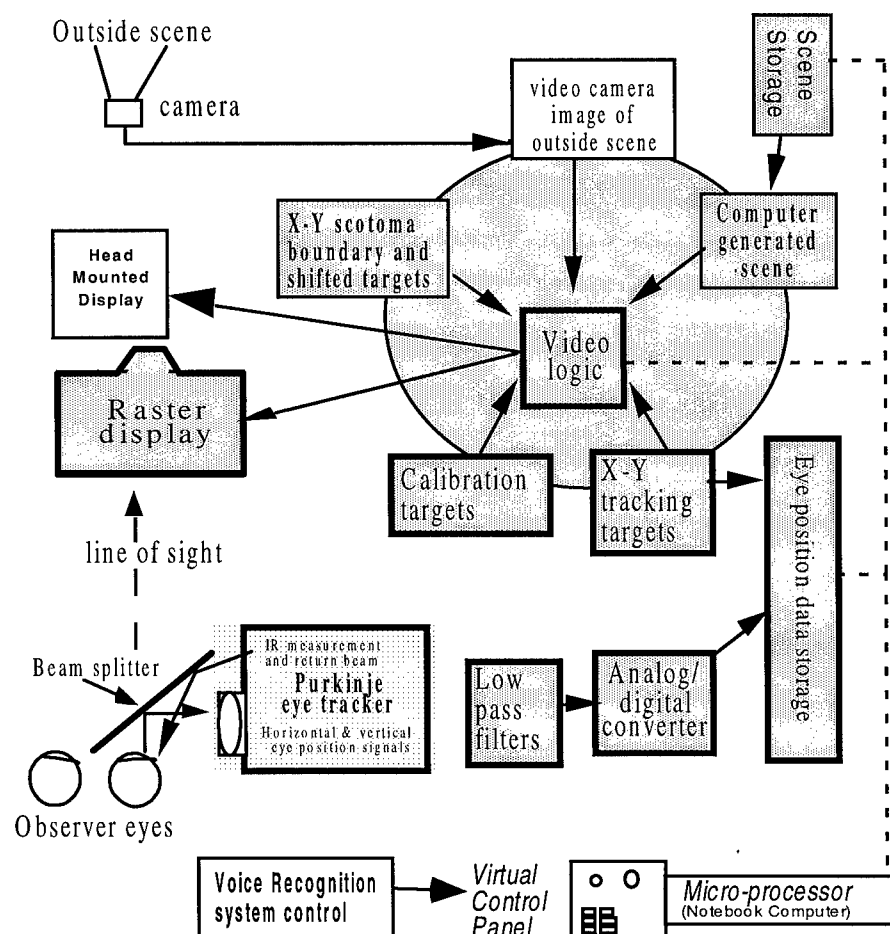 Outside scene
camera
video camera
image of
outside scene
Scene
Storage
X-Y scotoma
boundary and
shifted targets
Computer
generated
scene
Head
Mounted
Display
Video
logic
Raster
display
Calibration
targets
X-Y
tracking
targets
Eye position data storage
line of sight
Beam splitter
IR measurement
and return beam
Purkinje
eye tracker
Horizontal & vertical
eye position signals
Low
pass
filters
Analog/
digital
converter
Observer eyes
Voice Recognition
system control
Virtual
Control
Panel
Micro-processor
(Notebook Computer)